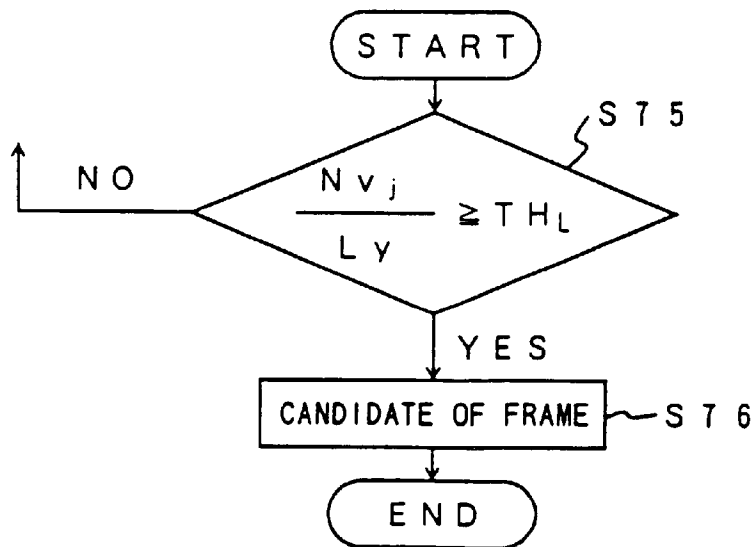 START
S75
NO
Nvj
Ly
≧ THL
YES
CANDIDATE OF FRAME
S76
END